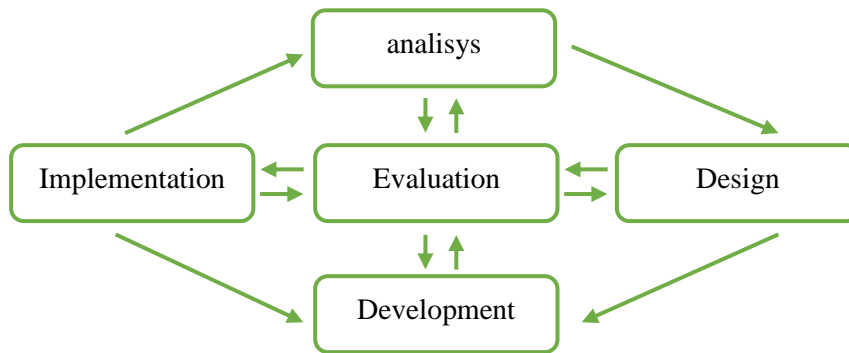 analisys
Implementation
Evaluation
Design
Development